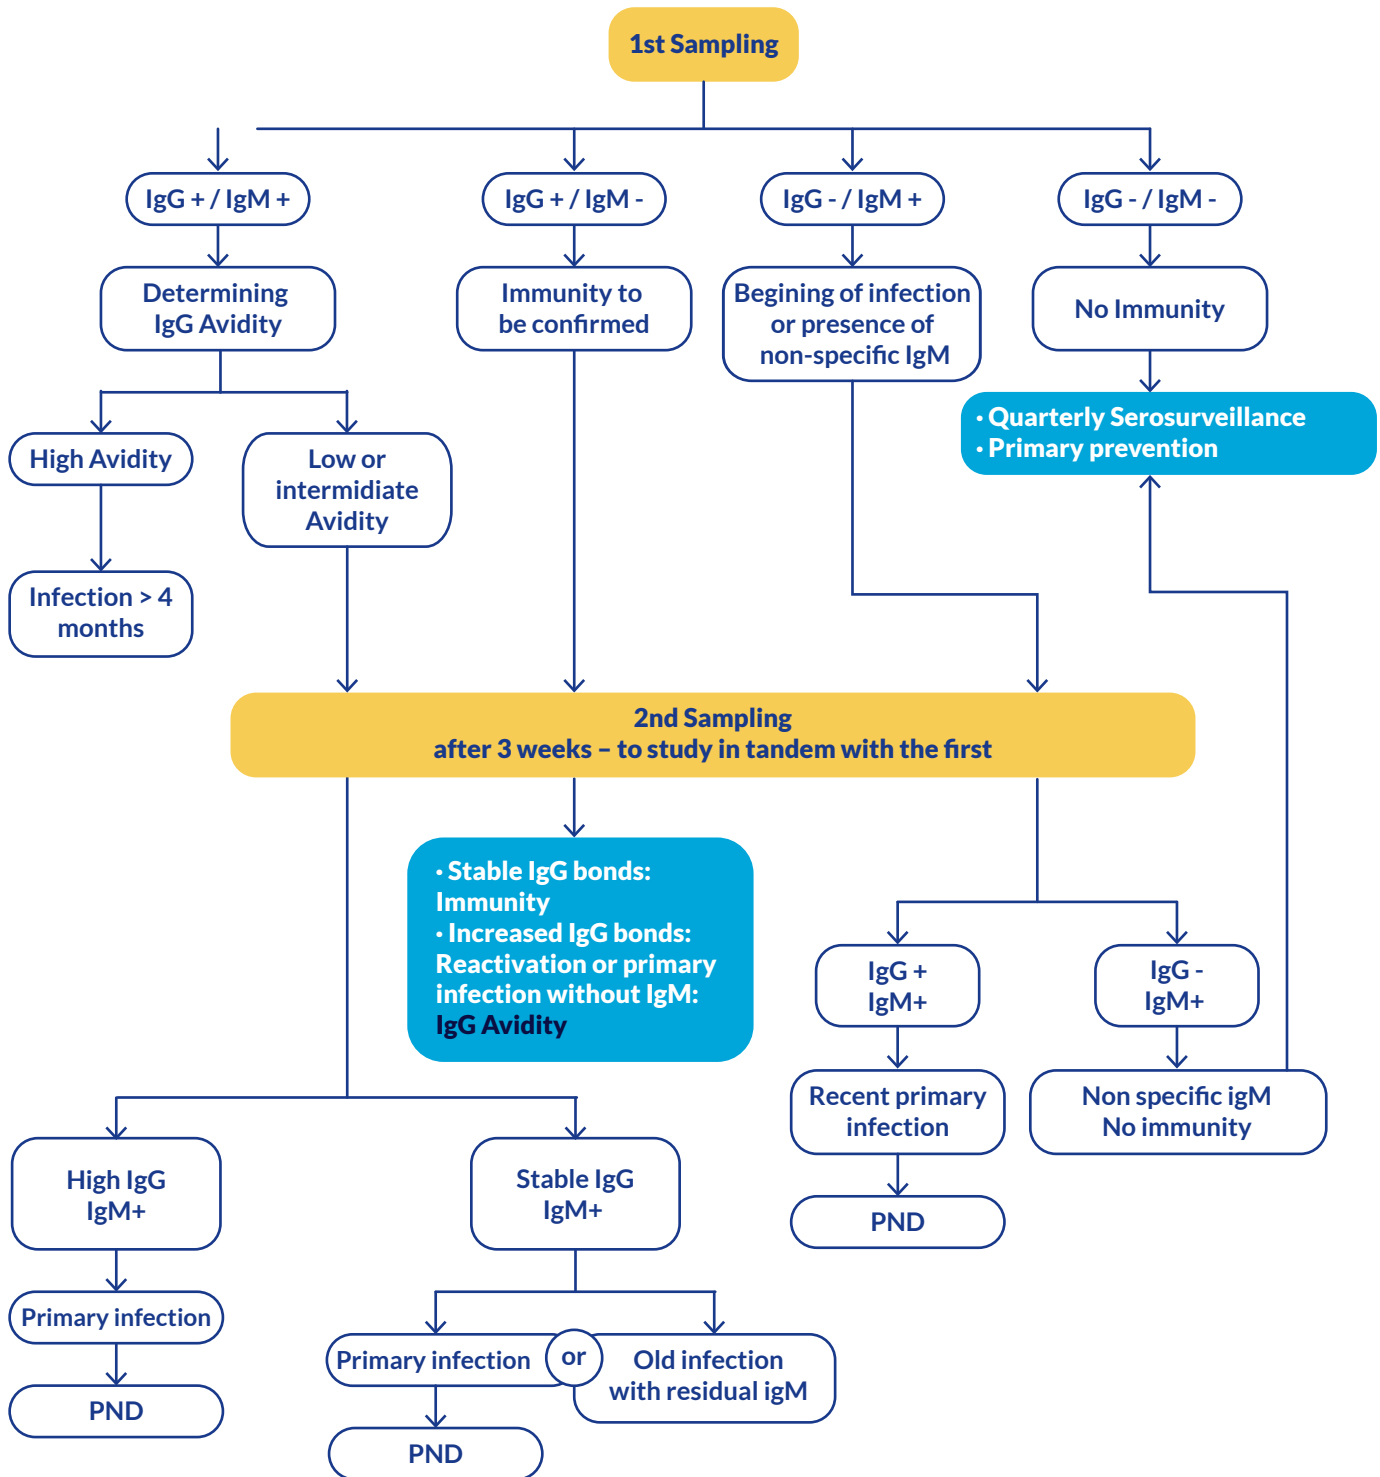 1st Sampling
IgG + / IgM +
IgG + / IgM -
IgG - / IgM +
IgG - / IgM -
Determining
IgG Avidity
Immunity to
be confirmed
Begining of infection
or presence of
non-specific IgM
No Immunity
· Quarterly Serosurveillance
· Primary prevention
High Avidity
Low or
intermidiate
Avidity
Infection > 4
months
2nd Sampling
after 3 weeks – to study in tandem with the first
· Stable IgG bonds:
Immunity
· Increased IgG bonds:
Reactivation or primary
infection without IgM:
IgG Avidity
IgG +
IgM+
IgG -
IgM+
Recent primary
infection
Non specific igM
No immunity
PND
High IgG
IgM+
Stable IgG
IgM+
Primary infection
PND
Primary infection
or
Old infection
with residual igM
PND